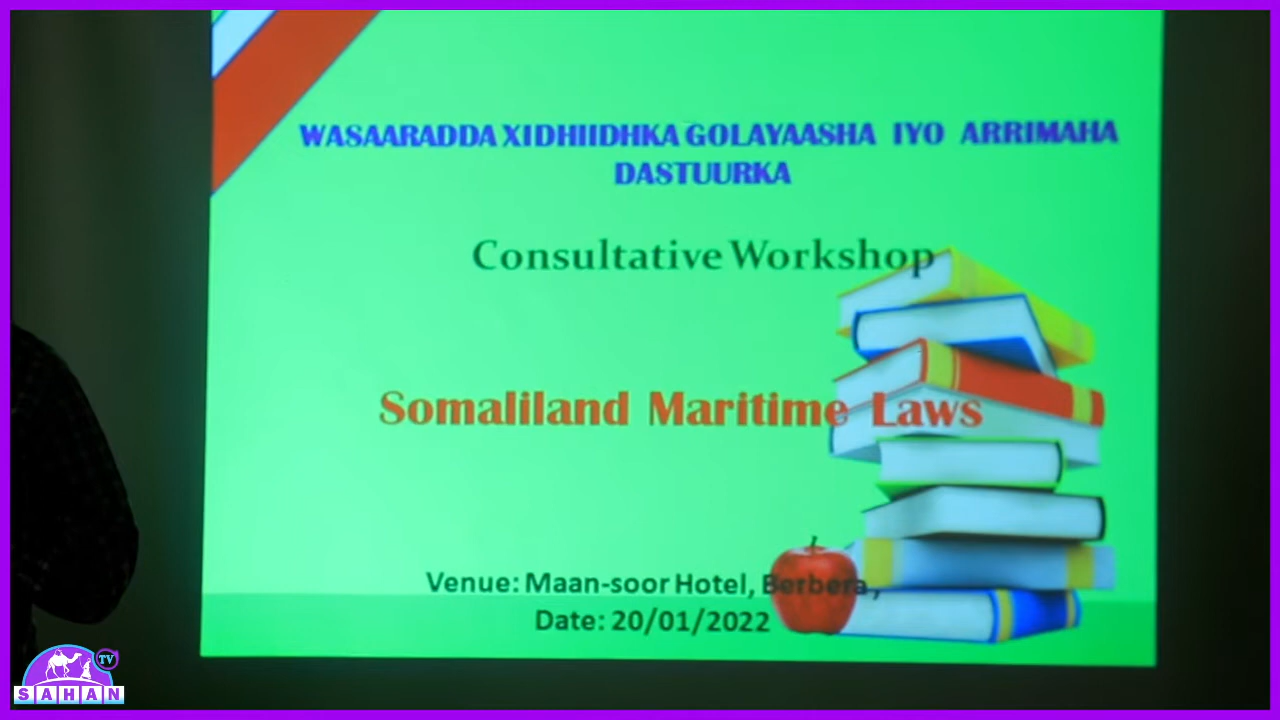 WASAARADDA XIDHIIDHKA GOLAYAASHA IYO ARRIMAHA
DASTUURKA
Consultative Workshop
Somaliland Maritime Laws
Venue: Maan-soor Hotel, Berbera,
Date: 20/01/2022
TV
SAHAN